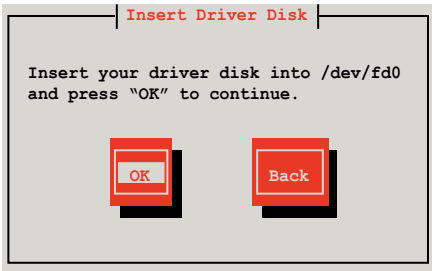 Insert Driver Disk
Insert your driver disk into /dev/fd0
and press “OK” to continue.
OK
Back